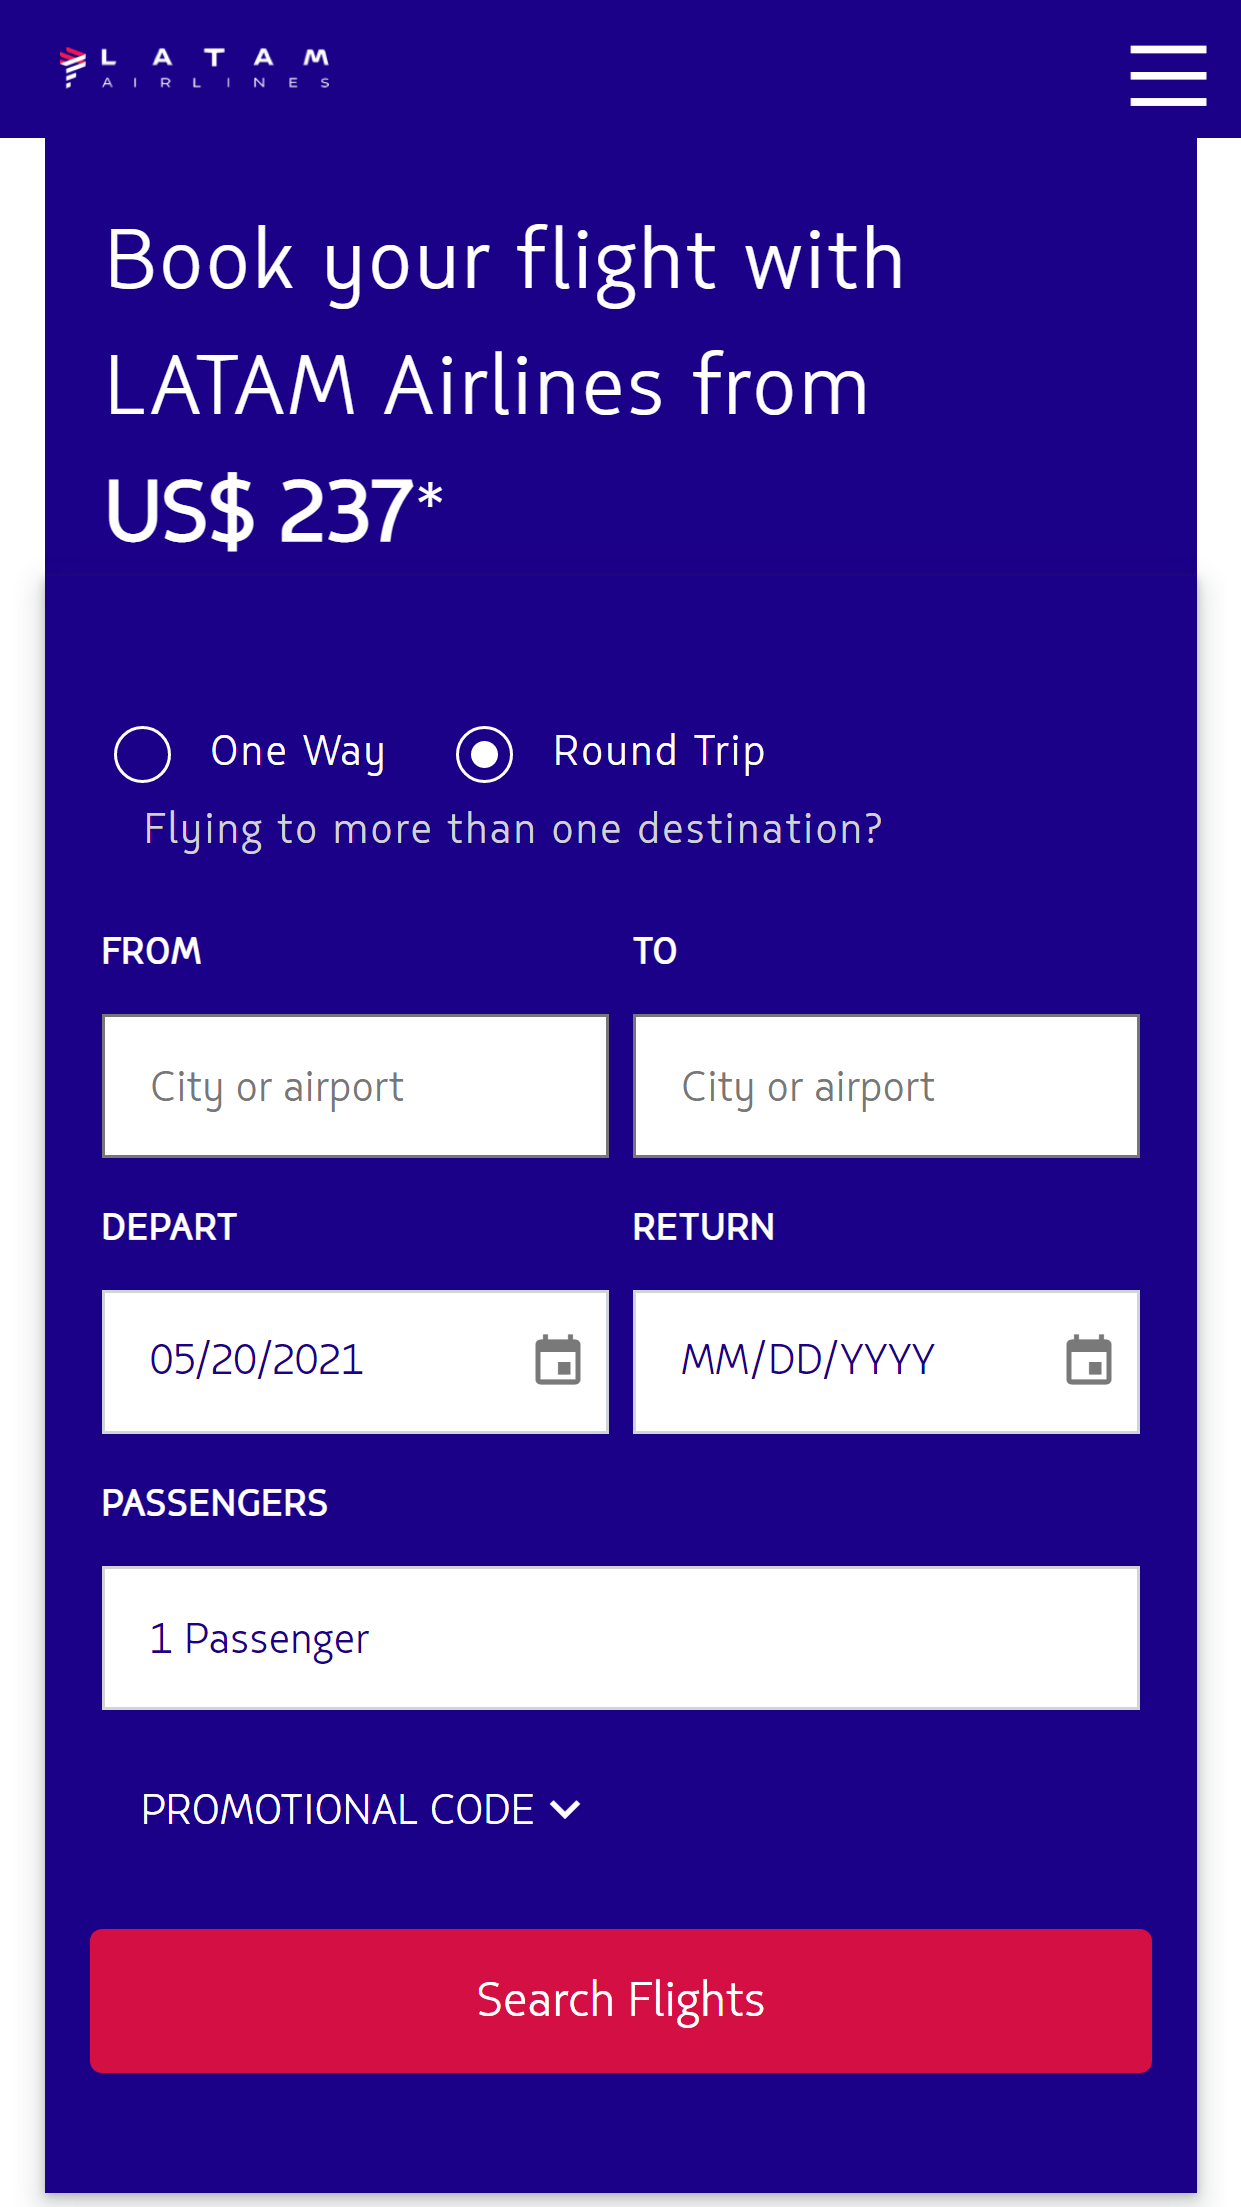 LATAM
AIRLINES
Book your flight with
LATAM Airlines from
US$ 237*
One Way Round Trip
Flying to more than one destination?
FROM TO
City or airport City or airport
DEPART RETURN
05/20/2021 MM/DD/YYYY
PASSENGERS
1 Passenger
PROMOTIONAL CODE
Search Flights